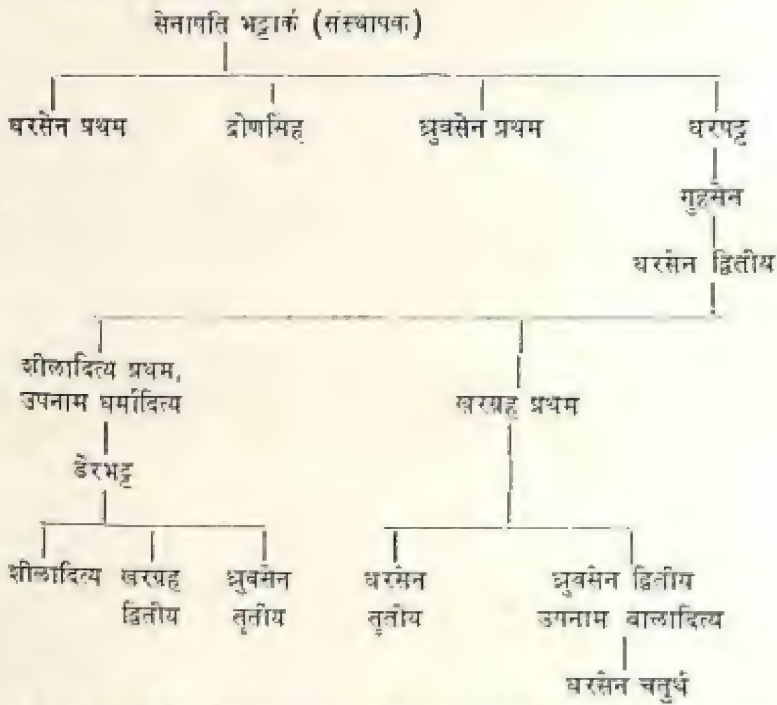 सेनापति भट्टार्क (संस्थापक)
धरसेन प्रथम द्रोणसिंह ध्रुवसेन प्रथम धरपट्ट
गुहसेन
धरसेन द्वितीय
शीलादित्य प्रथम,
उपनाम धर्मादित्य खरग्रह प्रथम
डेरभट्ट
शीलादित्य खरग्रह ध्रुवसेन धरसेन ध्रुवसेन द्वितीय
द्वितीय तृतीय तृतीय उपनाम बालादित्य
धरसेन चतुर्थ